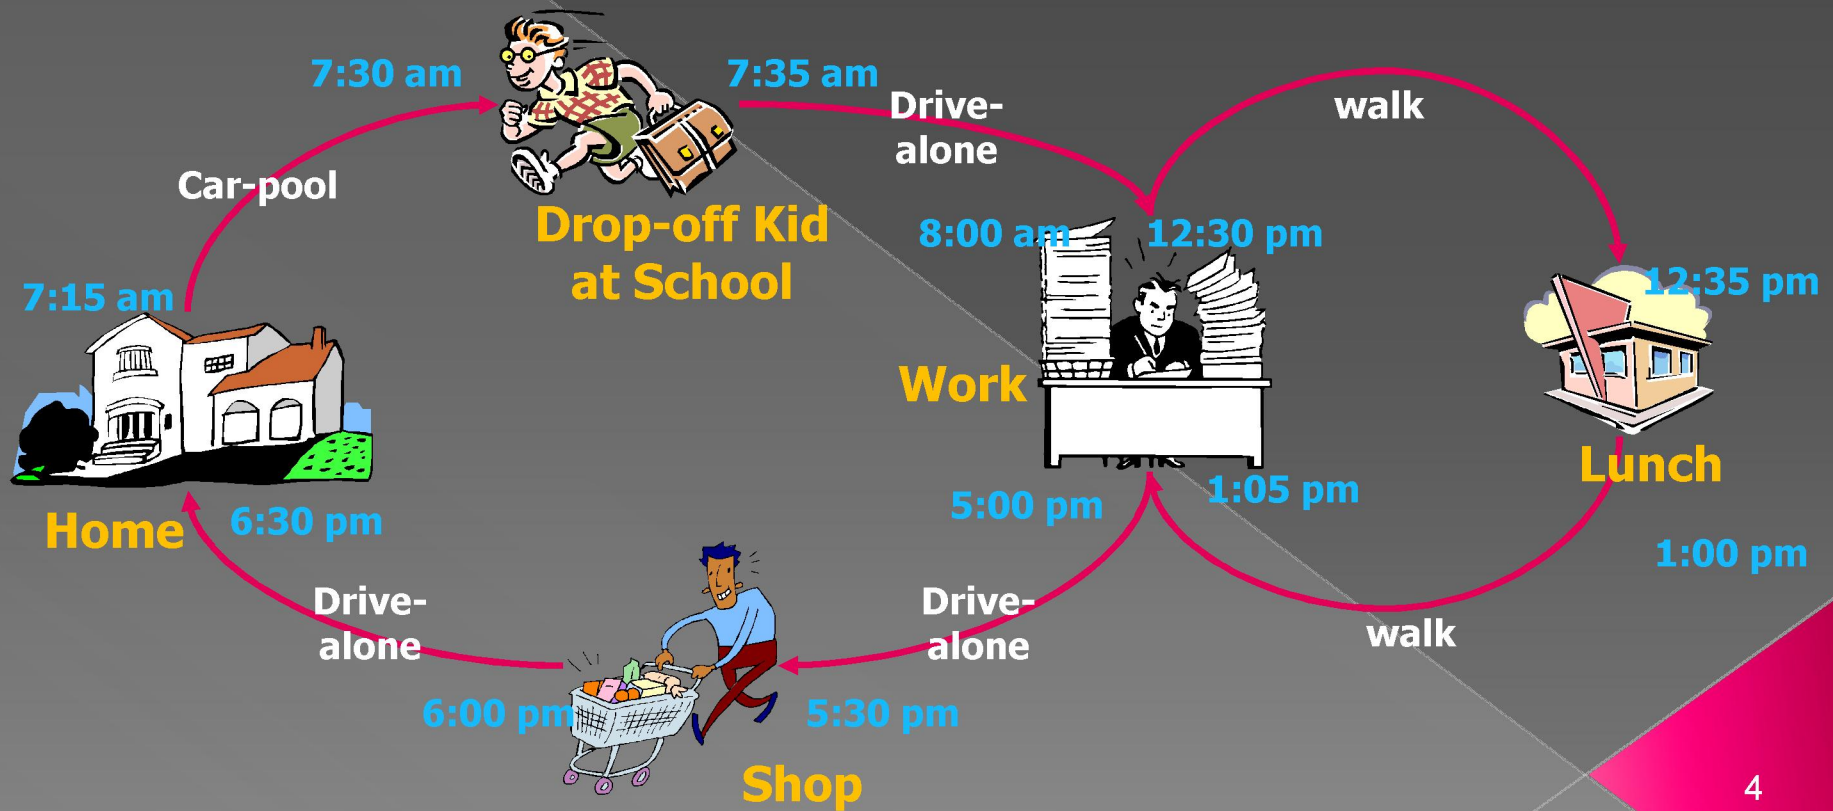 7:30 am
7:35 am
Drive-
alone
walk
Car-pool
Drop-off Kid
at School
8:00 am
12:30 pm
7:15 am
12:35 pm
Work
Lunch
Home
6:30 pm
5:00 pm
1:05 pm
1:00 pm
Drive-
alone
Drive-
alone
walk
6:00 pm
5:30 pm
Shop
4